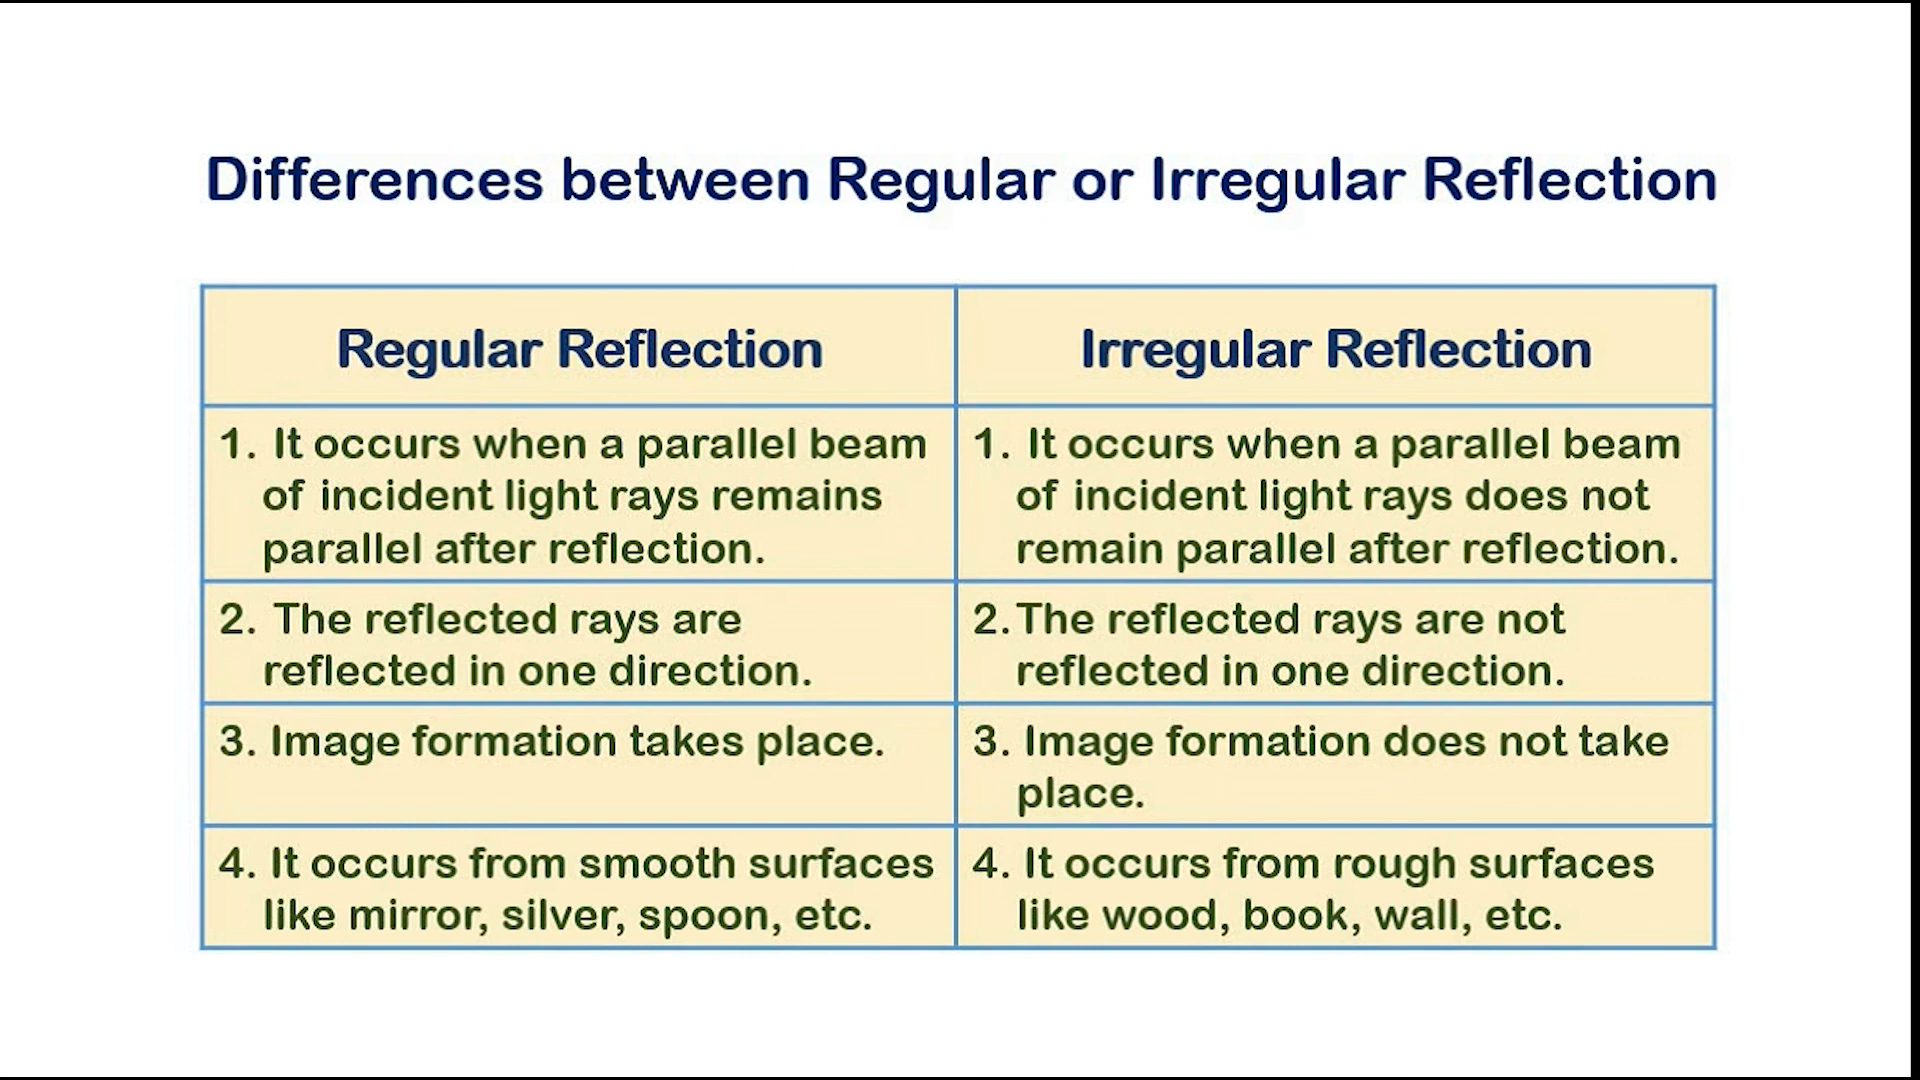 Differences between Regular or Irregular Reflection
Regular Reflection
Irregular Reflection
1. It occurs when a parallel beam
of incident light rays remains
parallel after reflection.
1. It occurs when a parallel beam
of incident light rays does not
remain parallel after reflection.
2. The reflected rays are
reflected in one direction.
2.The reflected rays are not
reflected in one direction.
3. Image formation takes place.
3. Image formation does not take
place.
4. It occurs from smooth surfaces
like mirror, silver, spoon, etc.
4. It occurs from rough surfaces
like wood, book, wall, etc.